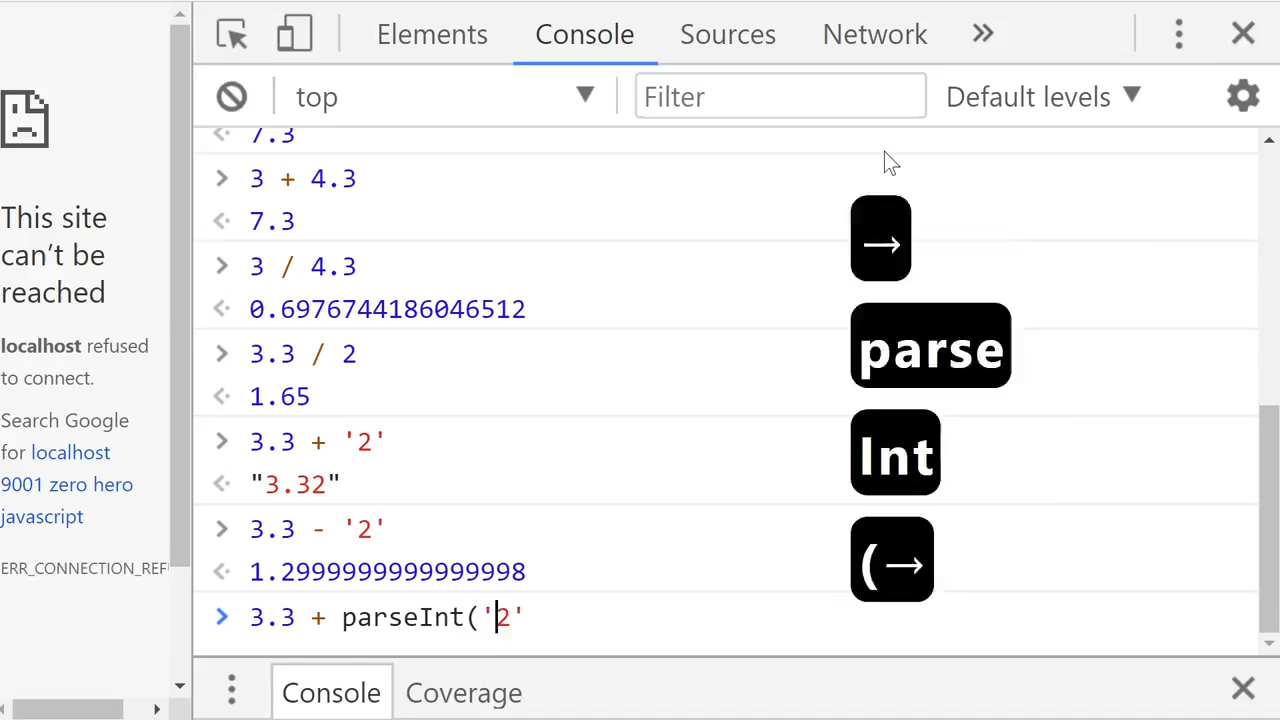 Elements Console Sources Network »
top Filter Default levels
7.3
> 3 + 4.3
7.3
> 3 / 4.3
0.6976744186046512
> 3.3 / 2
1.65
> 3.3 + '2'
"3.32"
> 3.3 - '2'
1.2999999999999998
> 3.3 + parseInt('2'
Console Coverage
This site
can’t be
reached
localhost refused
to connect.
Search Google
for localhost
9001 zero hero
javascript
ERR_CONNECTION_REF
→
parse
Int
(→